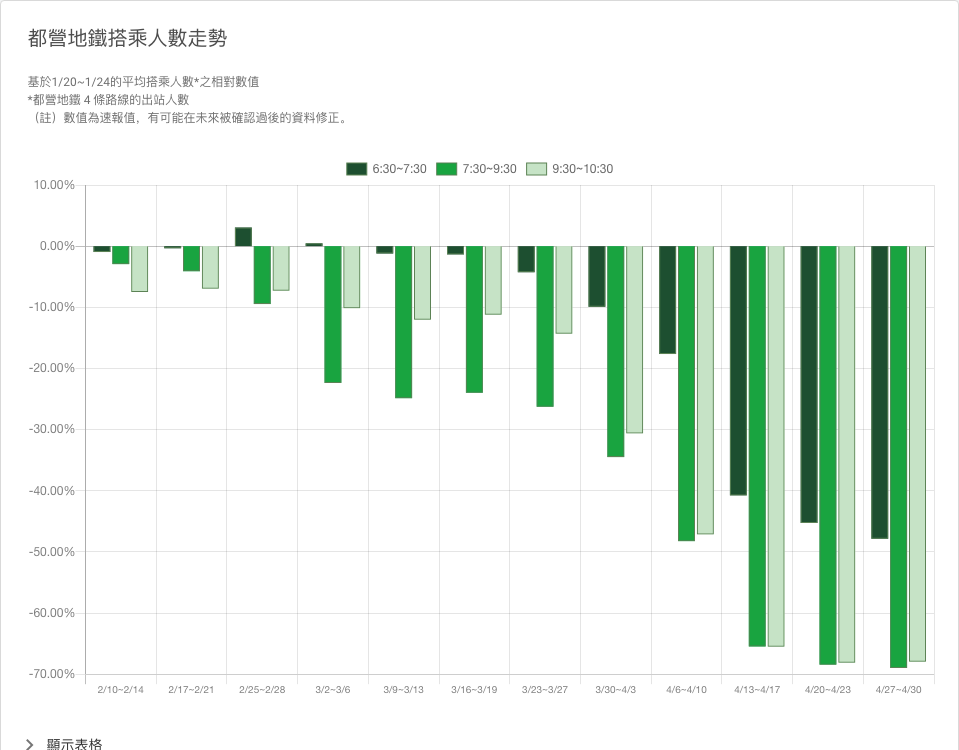 都營地鐵搭乘人數走勢
基於1/20~1/24的平均搭乘人數*之相對數值
*都營地鐵 4 條路線的出站人數
（註）數值為速報值，有可能在未來被確認過後的資料修正。
6:30~7:30 7:30~9:30 9:30~10:30
10.00%
0.00%
-10.00%
-20.00%
-30.00%
-40.00%
-50.00%
-60.00%
-70.00%
2/10~2/14 2/17~2/21 2/25~2/28 3/2~3/6 3/9~3/13 3/16~3/19 3/23~3/27 3/30~4/3 4/6~4/10 4/13~4/17 4/20~4/23 4/27~4/30
顯示表格